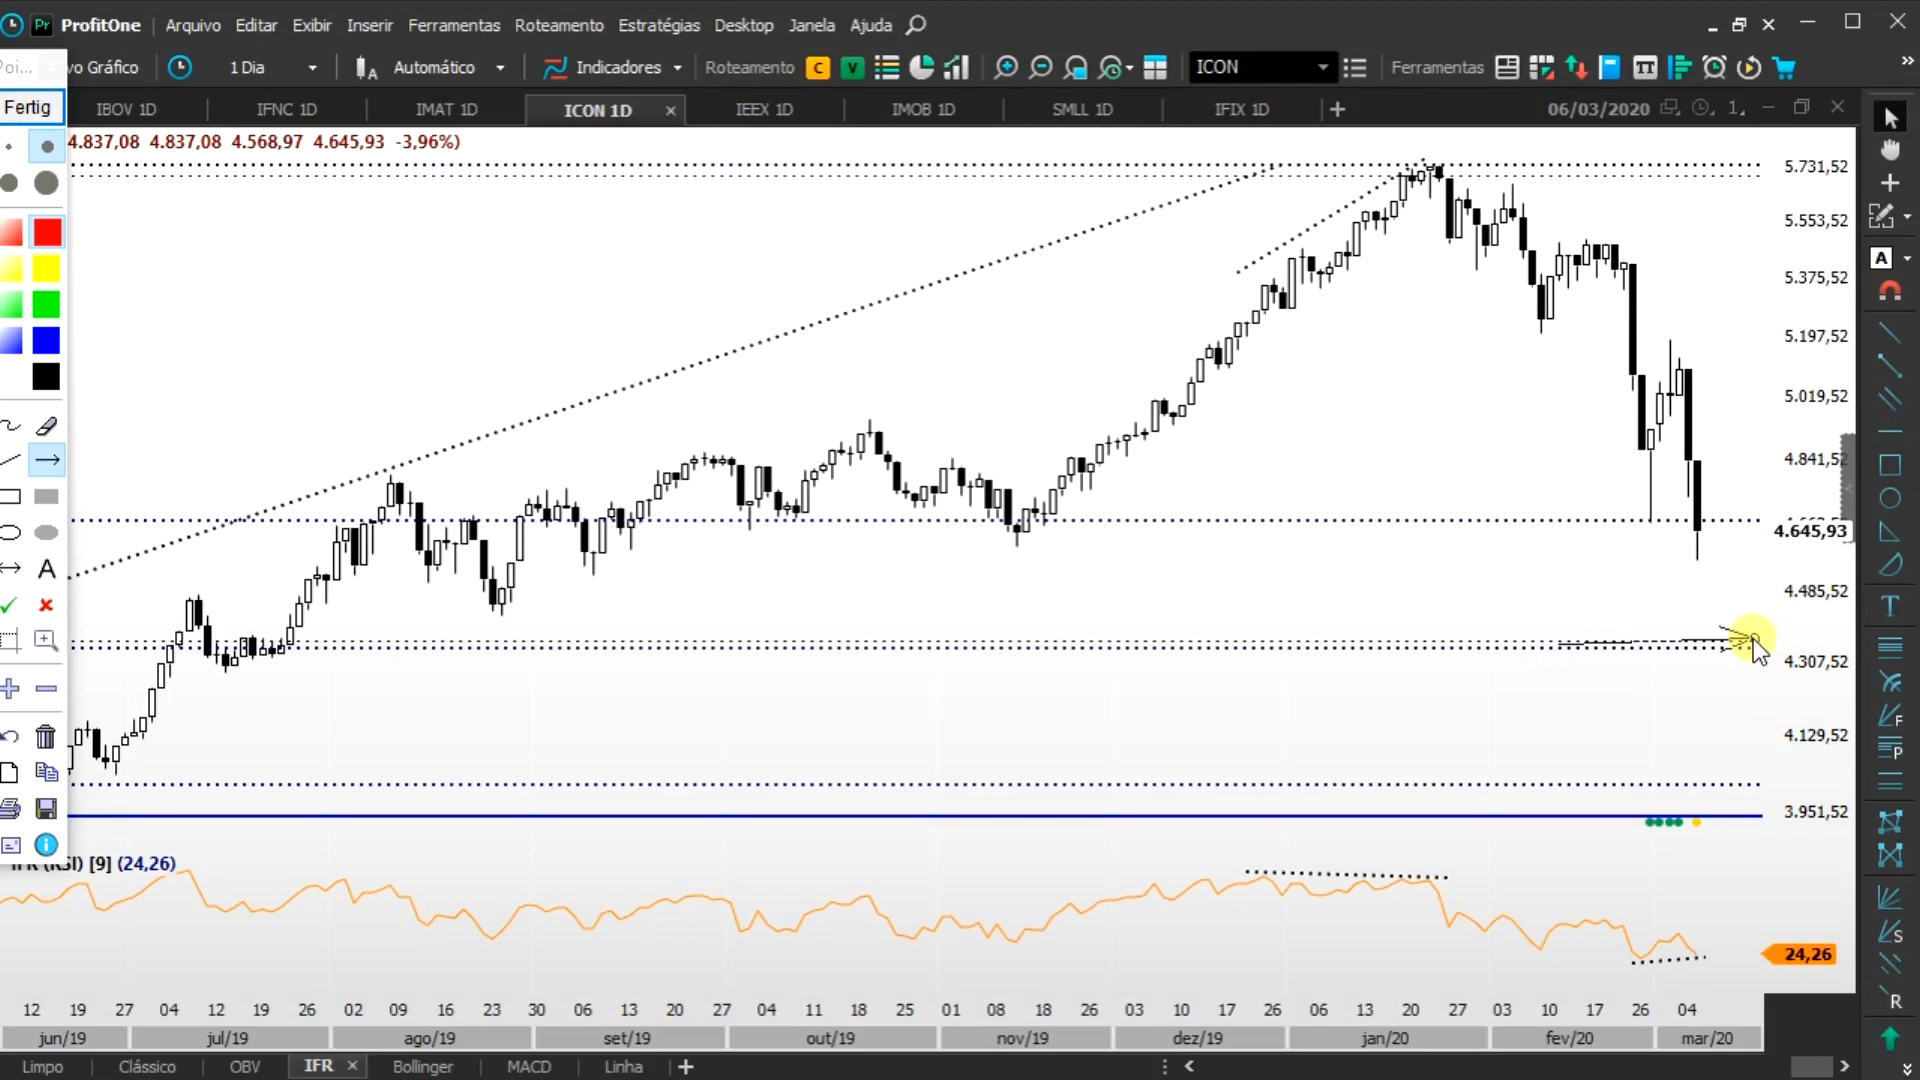 ProfitOne Arquivo Editar Exibir Inserir Ferramentas Roteamento Estratégias Desktop Janela Ajuda
vo Gráfico 1 Dia Automático Indicadores Roteamento C V ICON Ferramentas
Fertig IBOV 1D IFNC 1D IMAT 1D ICON 1D IEEX 1D IMOB 1D SMLL 1D IFIX 1D 06/03/2020 1
4.837,08 4.837,08 4.568,97 4.645,93 -3,96%)
5.731,52
5.553,52
5.375,52
5.197,52
5.019,52
4.841,52
4.645,93
4.485,52
4.307,52
4.129,52
3.951,52
IFR (RSI) [9] (24,26)
24,26
12 19 27 04 12 19 26 02 09 16 23 30 06 13 20 27 04 11 18 25 01 08 18 26 03 10 17 26 06 13 20 27 03 10 17 26 04
jun/19 jul/19 ago/19 set/19 out/19 nov/19 dez/19 jan/20 fev/20 mar/20
Limpo Clássico OBV IFR Bollinger MACD Linha